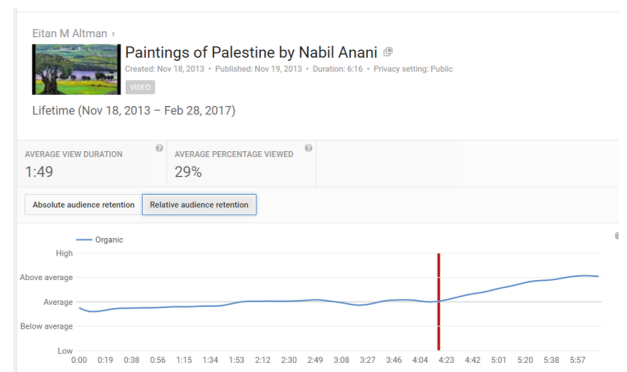 Eitan M Altman ›
Paintings of Palestine by Nabil Anani
Created: Nov 18, 2013 • Published: Nov 19, 2013 • Duration: 6:16 • Privacy setting: Public
VIDEO
Lifetime (Nov 18, 2013 – Feb 28, 2017)
AVERAGE VIEW DURATION ? AVERAGE PERCENTAGE VIEWED ?
1:49 29%
Absolute audience retention Relative audience retention
Organic
High
Above average
Average
Below average
Low
0:00 0:19 0:38 0:56 1:15 1:34 1:53 2:12 2:30 2:49 3:08 3:27 3:46 4:04 4:23 4:42 5:01 5:20 5:38 5:57